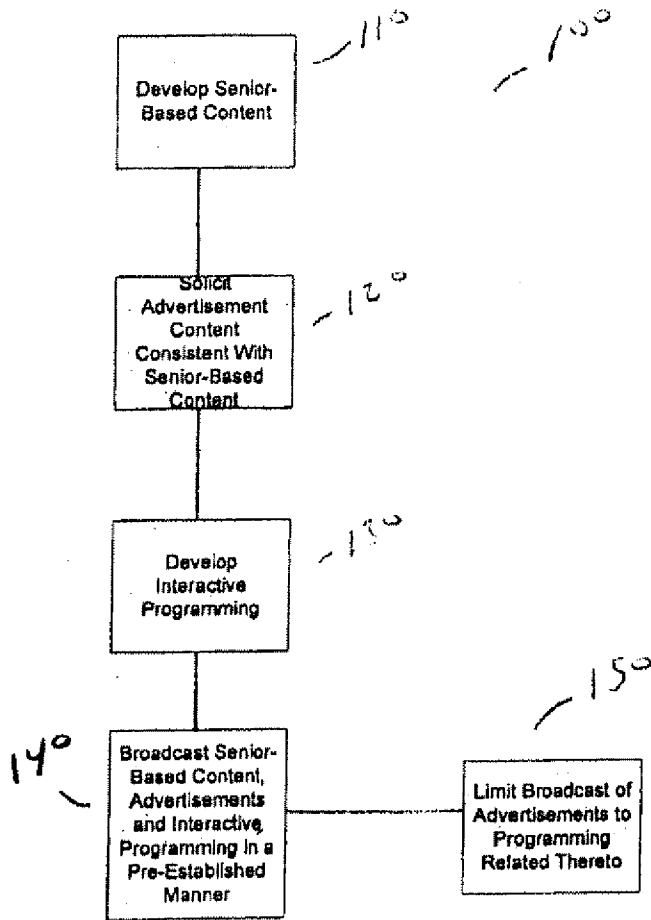 110
100
Develop Senior-
Based Content
120
Solicit
Advertisement
Content
Consistent With
Senior-Based
Content
130
Develop
Interactive
Programming
150
140
Broadcast Senior-
Based Content,
Advertisements
and Interactive
Programming in a
Pre-Established
Manner
Limit Broadcast of
Advertisements to
Programming
Related Thereto